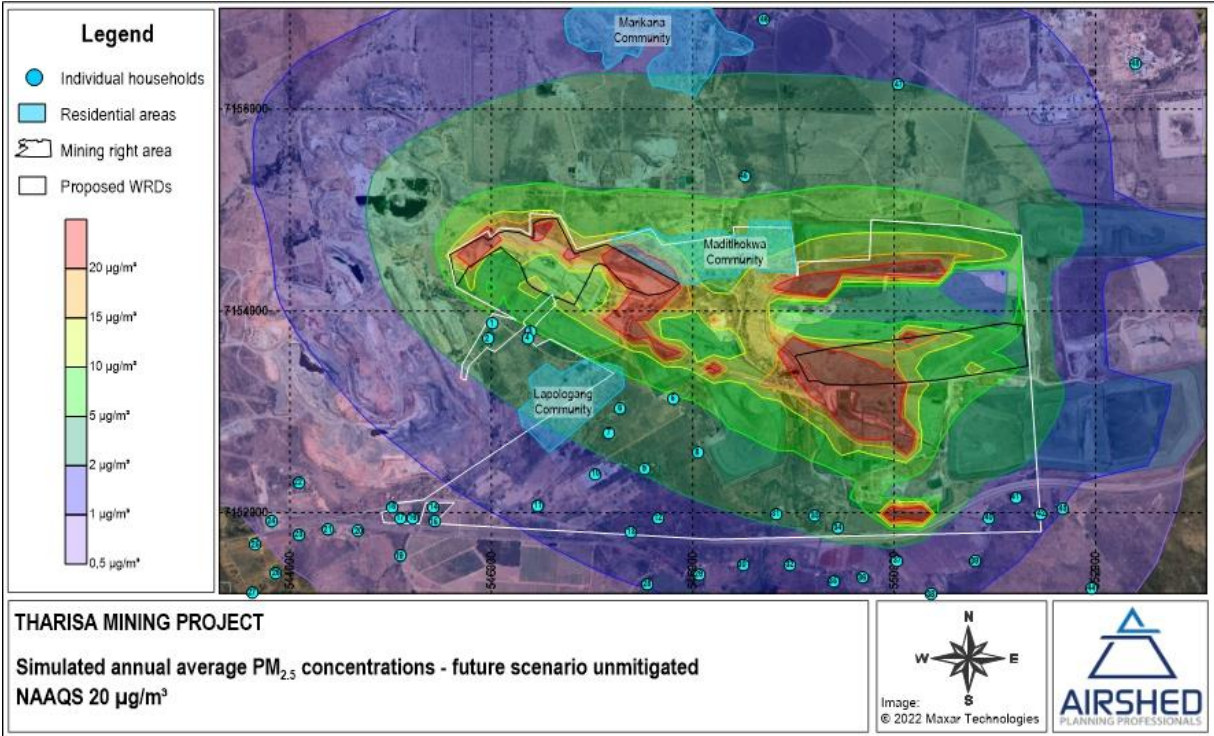 Legend
Individual households
Residential areas
Mining right area
Proposed WRDs
20 µg/m³
15 µg/m³
10 µg/m³
5 µg/m³
2 µg/m³
1 µg/m³
0,5 µg/m³
Marikana
Community
Maditlhokwa
Community
Lapologang
Community
7154000
7152000
THARISA MINING PROJECT
Simulated annual average PM2.5 concentrations - future scenario unmitigated
NAAQS 20 µg/m³
N
W
E
S
Image:
© 2022 Maxar Technologies
AIRSHED
PLANNING PROFESSIONALS